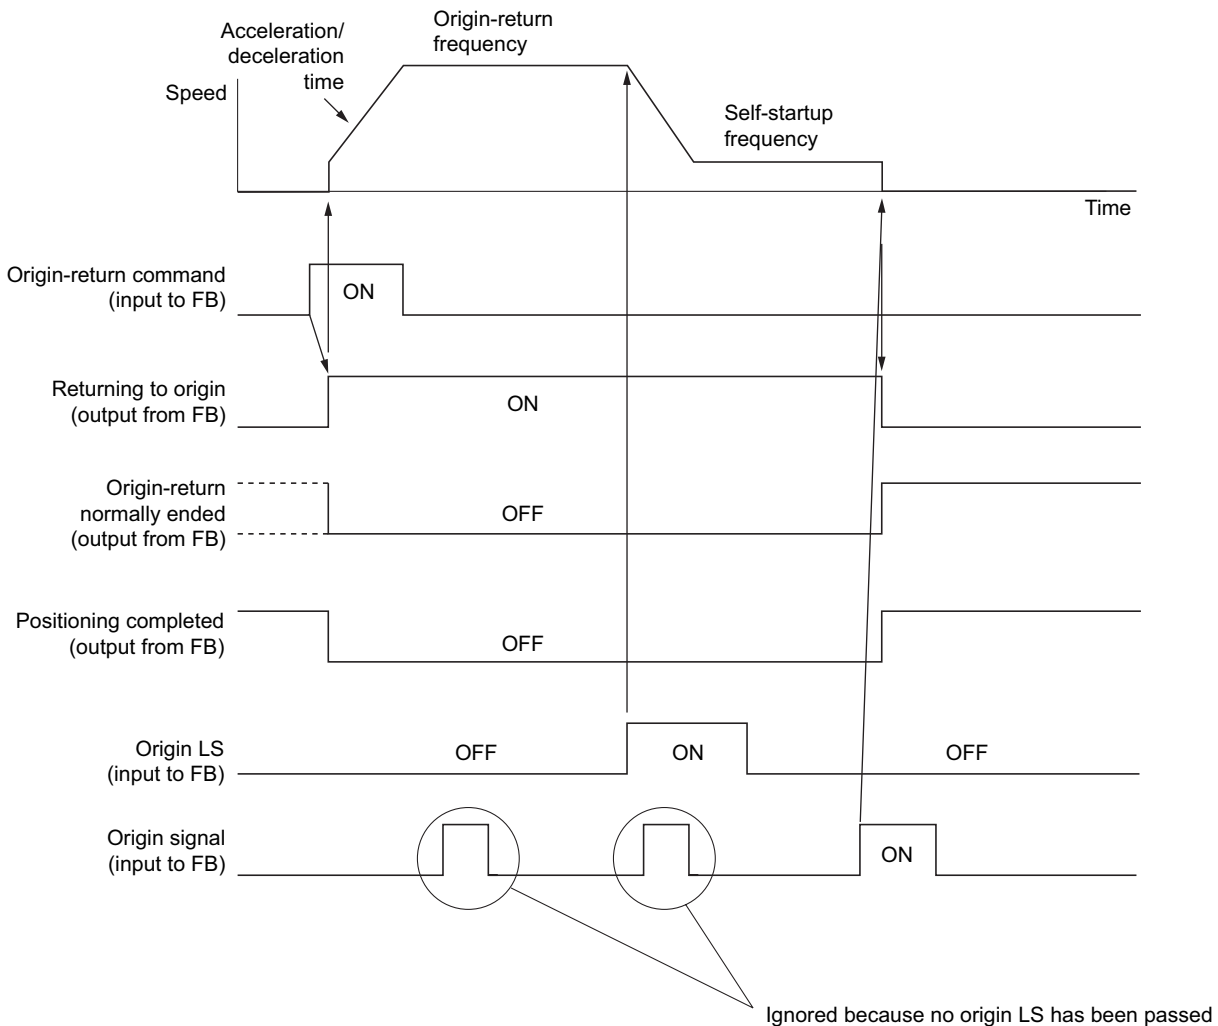 Acceleration/
deceleration
time
Origin-return
frequency
Speed
Self-startup
frequency
Time
Origin-return command
(input to FB)
ON
Returning to origin
(output from FB)
ON
Origin-return
normally ended
(output from FB)
OFF
Positioning completed
(output from FB)
OFF
Origin LS
(input to FB)
OFF
ON
OFF
Origin signal
(input to FB)
ON
Ignored because no origin LS has been passed